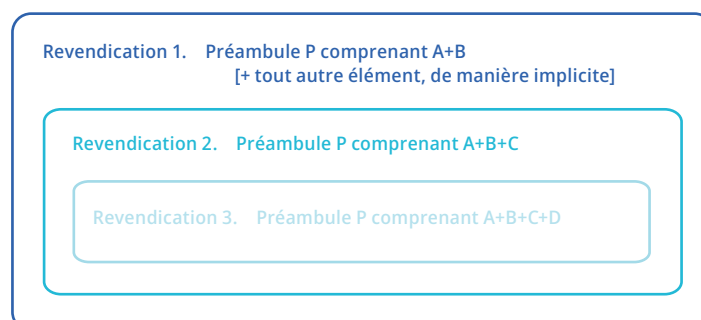 Revendication 1. Préambule P comprenant A+B
[+ tout autre élément, de manière implicite]
Revendication 2. Préambule P comprenant A+B+C
Revendication 3. Préambule P comprenant A+B+C+D